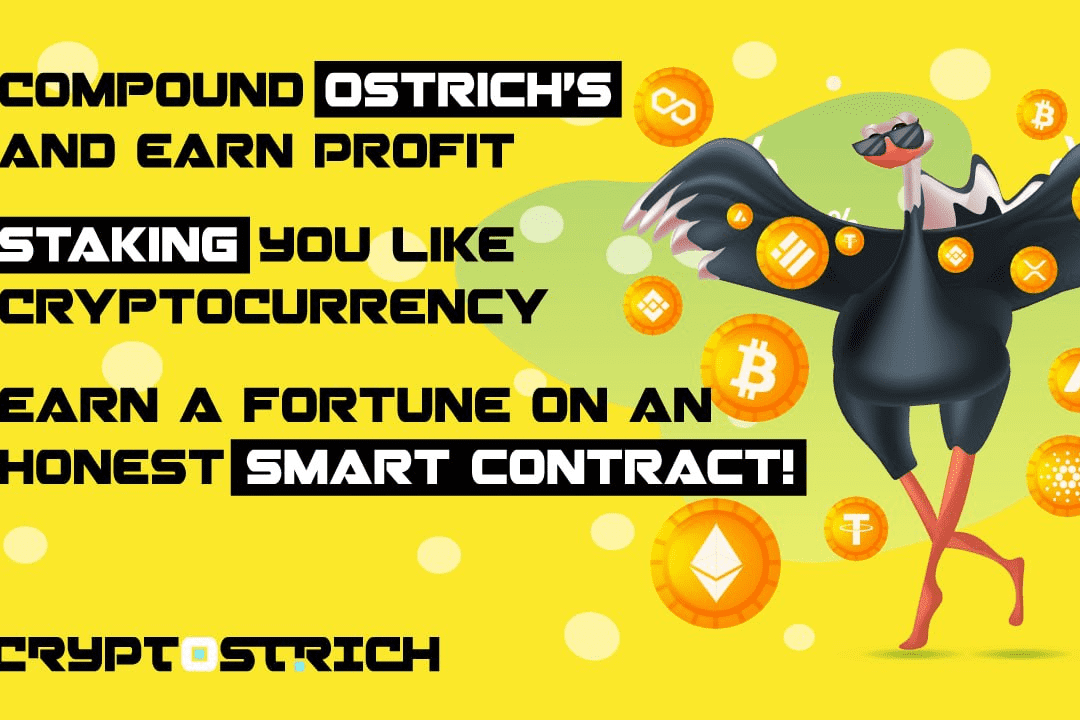 COMPOUND OSTRICH'S
AND EARN PROFIT
STAKING YOU LIKE
CRYPTOCURRENCY
EARN A FORTUNE ON AN
HONEST SMART CONTRACT!
CRYPTOSTRICH